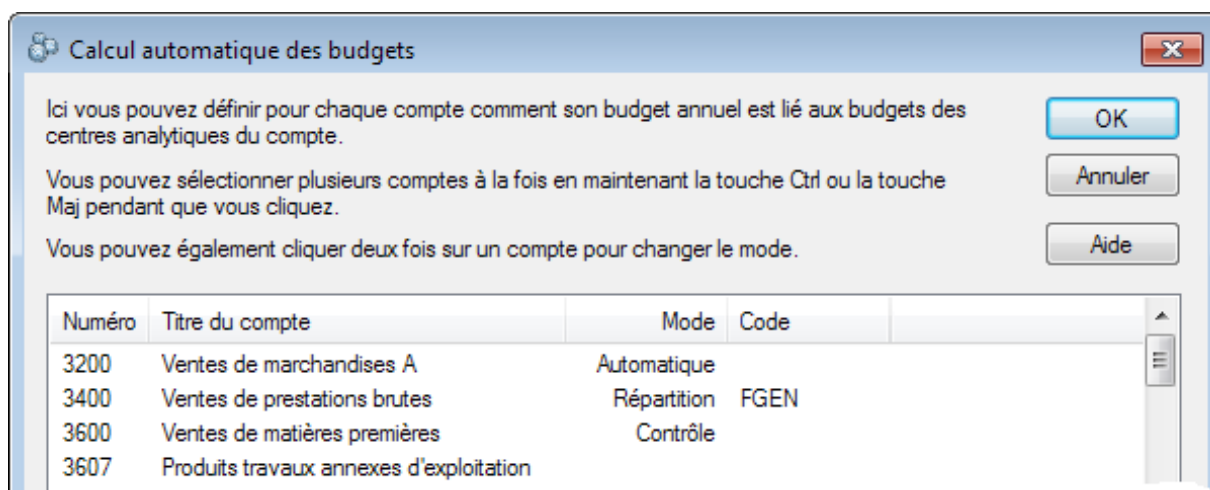 Calcul automatique des budgets
Ici vous pouvez définir pour chaque compte comment son budget annuel est lié aux budgets des
centres analytiques du compte.
OK
Vous pouvez sélectionner plusieurs comptes à la fois en maintenant la touche Ctrl ou la touche
Maj pendant que vous cliquez.
Annuler
Vous pouvez également cliquer deux fois sur un compte pour changer le mode.
Aide
Numéro Titre du compte Mode Code
3200 Ventes de marchandises A Automatique
3400 Ventes de prestations brutes Répartition FGEN
3600 Ventes de matières premières Contrôle
3607 Produits travaux annexes d'exploitation